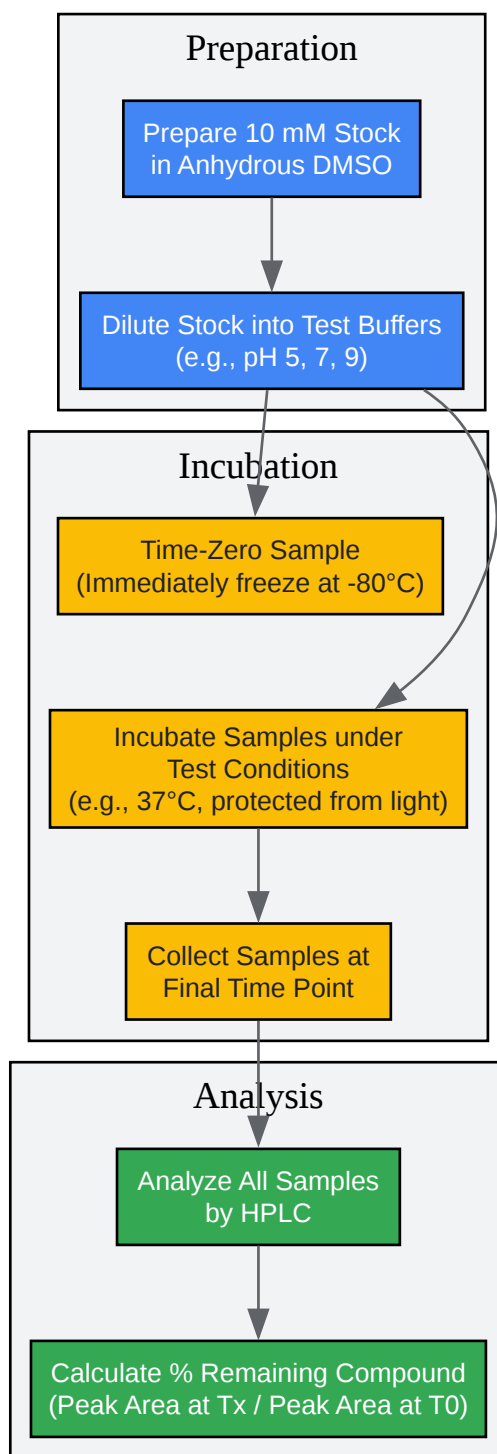 Preparation
Prepare 10 mM Stock
in Anhydrous DMSO
Dilute Stock into Test Buffers
(e.g., pH 5, 7, 9)
Incubation
Time-Zero Sample
(Immediately freeze at -80°C)
Incubate Samples under
Test Conditions
(e.g., 37°C, protected from light)
Collect Samples at
Final Time Point
Analysis
Analyze All Samples
by HPLC
Calculate % Remaining Compound
(Peak Area at Tx / Peak Area at T0)